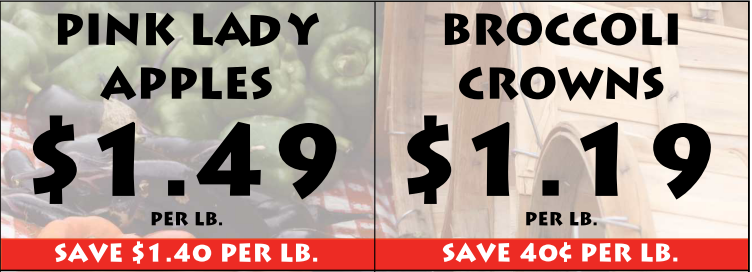 PINK LADY
APPLES
$1.49
PER LB.
SAVE $1.40 PER LB.
BROCCOLI
CROWNS
$1.19
PER LB.
SAVE 40¢ PER LB.